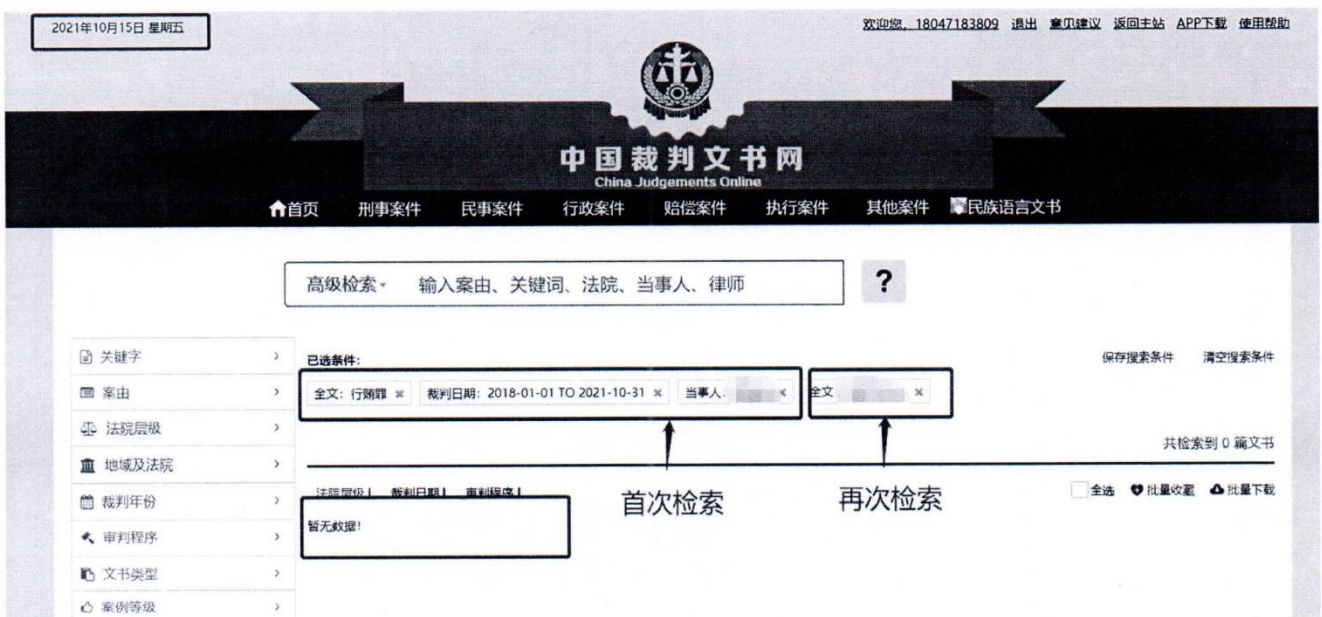 2021年10月15日 星期五
欢迎您，18047183809 退出 意见建议 返回主站 APP下载 使用帮助
中国裁判文书网
China Judgements Online
首页 刑事案件 民事案件 行政案件 赔偿案件 执行案件 其他案件 民族语言文书
高级检索 输入案由、关键词、法院、当事人、律师 ?
关键字
已选条件：
保存搜索条件 清空搜索条件
案由
全文：行贿罪 × 裁判日期：2018-01-01 TO 2021-10-31 × 当事人： × 全文 ×
法院层级
共检索到 0 篇文书
地域及法院
法院层级 裁判日期 审判程序
首次检索 再次检索
全选 批量收藏 批量下载
裁判年份
暂无数据！
审判程序
文书类型
案例等级